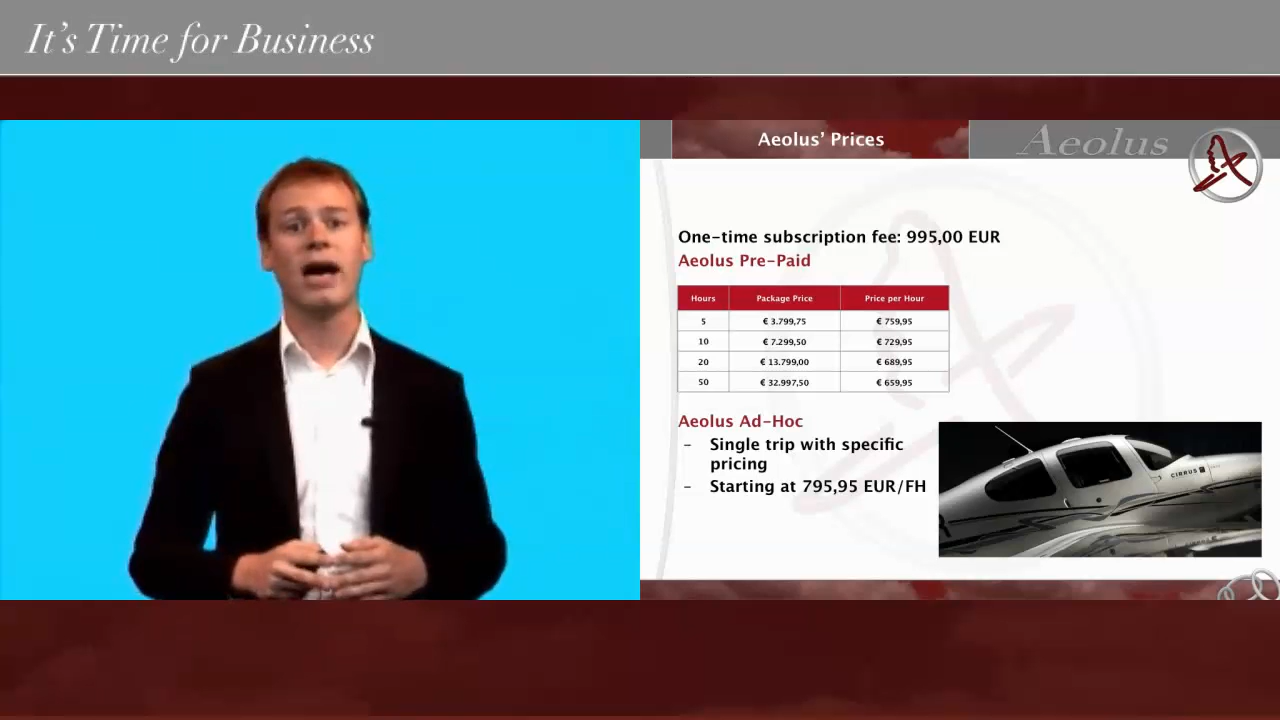 It's Time for Business
Aeolus' Prices
Aeolus
One-time subscription fee: 995,00 EUR
Aeolus Pre-Paid
Hours Package Price Price per Hour
5 € 3.799,75 € 759,95
10 € 7.299,50 € 729,95
20 € 13.799,00 € 689,95
50 € 32.997,50 € 659,95
Aeolus Ad-Hoc
- Single trip with specific
pricing
- Starting at 795,95 EUR/FH
CIRRUS